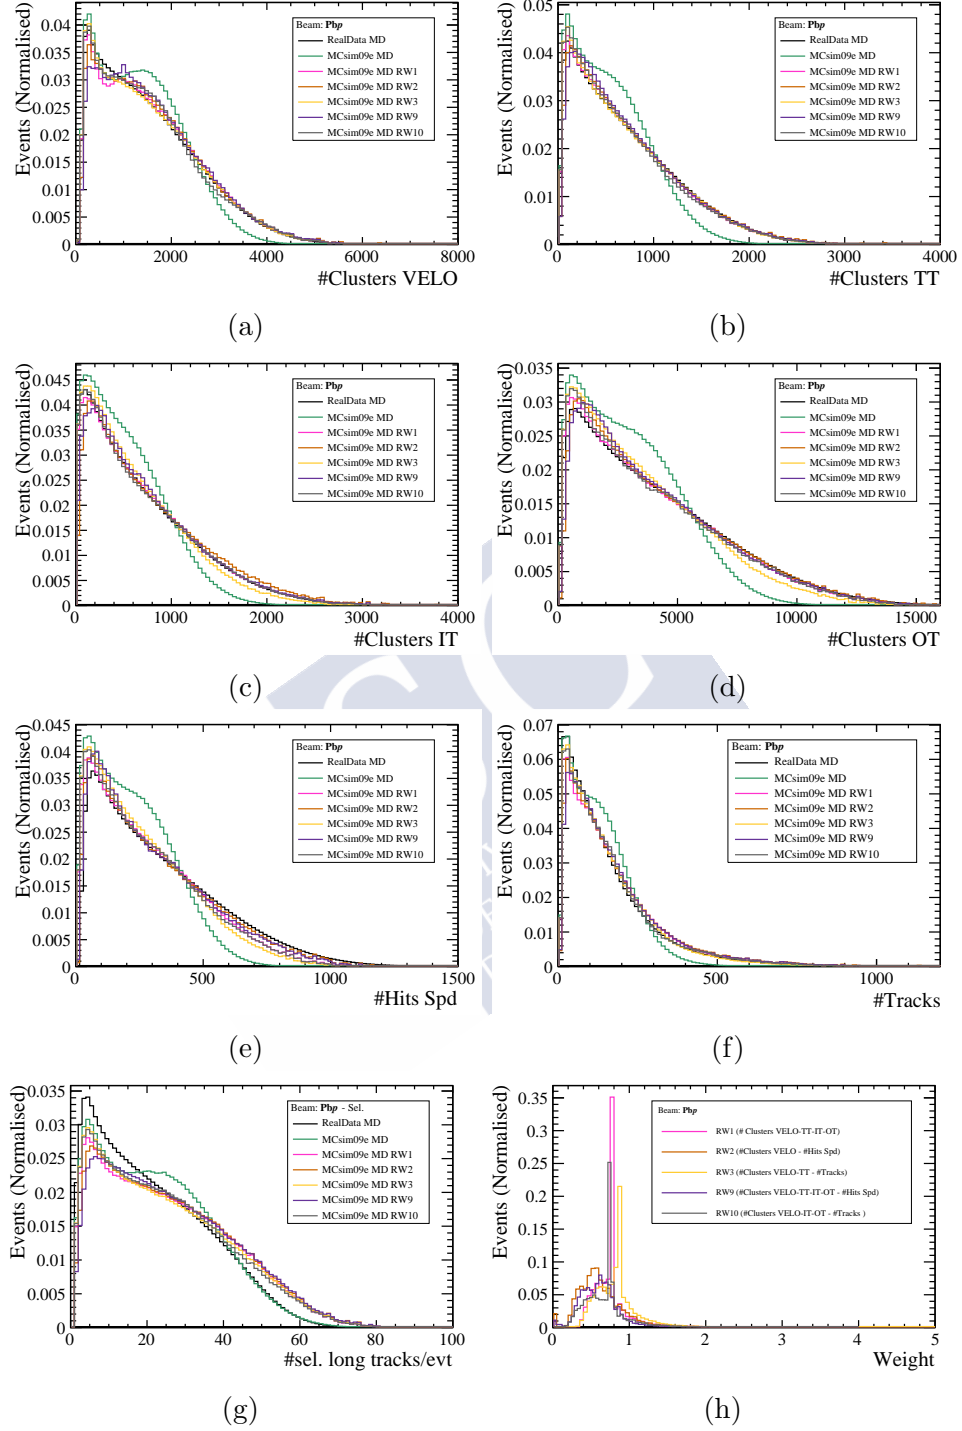 Events (Normalised)
0.04
0.035
0.03
0.025
0.02
0.015
0.01
0.005
0
0 2000 4000 6000 8000
#Clusters VELO
Beam: Pbp
RealData MD
MCsim09e MD
MCsim09e MD RW1
MCsim09e MD RW2
MCsim09e MD RW3
MCsim09e MD RW9
MCsim09e MD RW10
(a)
Events (Normalised)
0.05
0.04
0.03
0.02
0.01
0
0 1000 2000 3000 4000
#Clusters TT
Beam: Pbp
RealData MD
MCsim09e MD
MCsim09e MD RW1
MCsim09e MD RW2
MCsim09e MD RW3
MCsim09e MD RW9
MCsim09e MD RW10
(b)
Events (Normalised)
0.045
0.04
0.035
0.03
0.025
0.02
0.015
0.01
0.005
0
0 1000 2000 3000 4000
#Clusters IT
Beam: Pbp
RealData MD
MCsim09e MD
MCsim09e MD RW1
MCsim09e MD RW2
MCsim09e MD RW3
MCsim09e MD RW9
MCsim09e MD RW10
(c)
Events (Normalised)
0.035
0.03
0.025
0.02
0.015
0.01
0.005
0
0 5000 10000 15000
#Clusters OT
Beam: Pbp
RealData MD
MCsim09e MD
MCsim09e MD RW1
MCsim09e MD RW2
MCsim09e MD RW3
MCsim09e MD RW9
MCsim09e MD RW10
(d)
Events (Normalised)
0.045
0.04
0.035
0.03
0.025
0.02
0.015
0.01
0.005
0
0 500 1000 1500
#Hits Spd
Beam: Pbp
RealData MD
MCsim09e MD
MCsim09e MD RW1
MCsim09e MD RW2
MCsim09e MD RW3
MCsim09e MD RW9
MCsim09e MD RW10
(e)
Events (Normalised)
0.07
0.06
0.05
0.04
0.03
0.02
0.01
0
0 500 1000
#Tracks
Beam: Pbp
RealData MD
MCsim09e MD
MCsim09e MD RW1
MCsim09e MD RW2
MCsim09e MD RW3
MCsim09e MD RW9
MCsim09e MD RW10
(f)
Events (Normalised)
0.035
0.03
0.025
0.02
0.015
0.01
0.005
0
0 20 40 60 80 100
#sel. long tracks/evt
Beam: Pbp - Sel.
RealData MD
MCsim09e MD
MCsim09e MD RW1
MCsim09e MD RW2
MCsim09e MD RW3
MCsim09e MD RW9
MCsim09e MD RW10
(g)
Events (Normalised)
0.35
0.3
0.25
0.2
0.15
0.1
0.05
0
0 1 2 3 4 5
Weight
Beam: Pbp
RW1 (# Clusters VELO-TT-IT-OT)
RW2 (#Clusters VELO - #Hits Spd)
RW3 (#Clusters VELO-TT - #Tracks)
RW9 (#Clusters VELO-TT-IT-OT - #Hits Spd)
RW10 (#Clusters VELO-IT-OT - #Tracks )
(h)